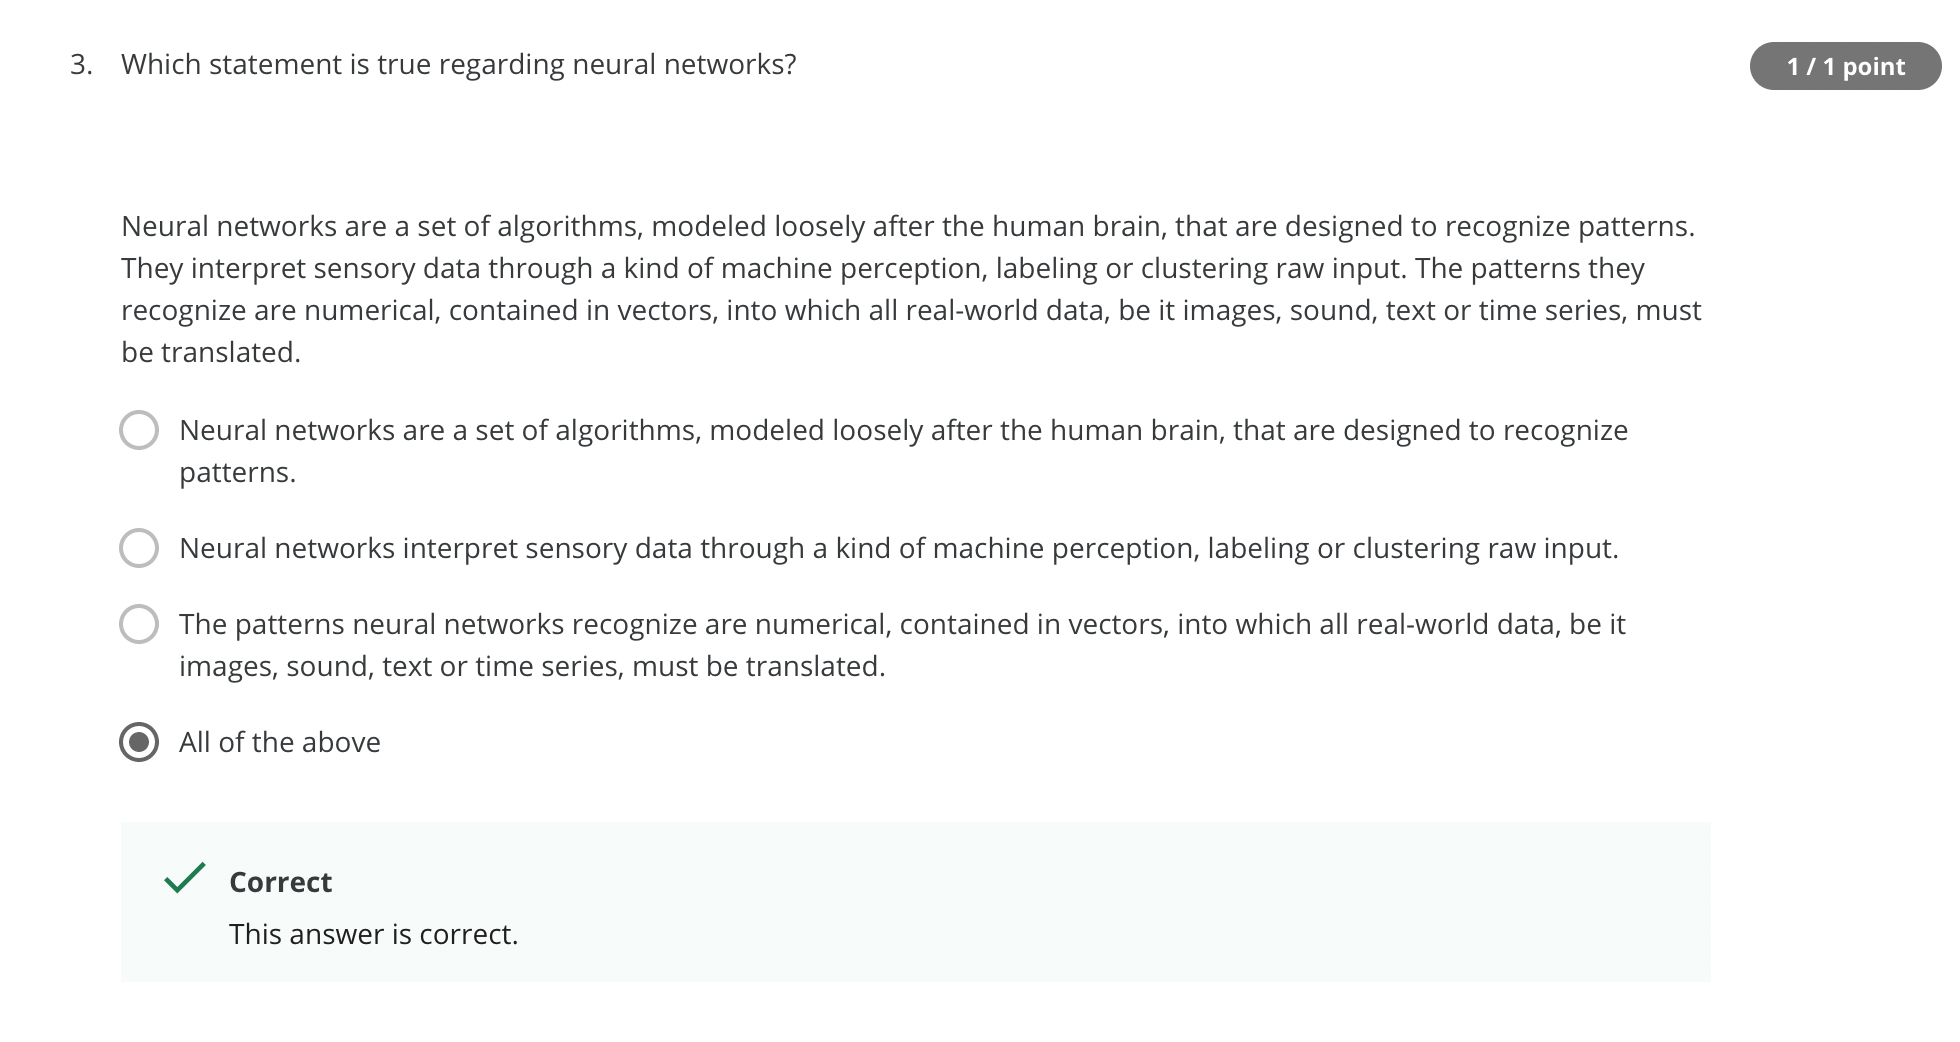 3. Which statement is true regarding neural networks?
1 / 1 point
Neural networks are a set of algorithms, modeled loosely after the human brain, that are designed to recognize patterns.
They interpret sensory data through a kind of machine perception, labeling or clustering raw input. The patterns they
recognize are numerical, contained in vectors, into which all real-world data, be it images, sound, text or time series, must
be translated.
Neural networks are a set of algorithms, modeled loosely after the human brain, that are designed to recognize
patterns.
Neural networks interpret sensory data through a kind of machine perception, labeling or clustering raw input.
The patterns neural networks recognize are numerical, contained in vectors, into which all real-world data, be it
images, sound, text or time series, must be translated.
All of the above
Correct
This answer is correct.